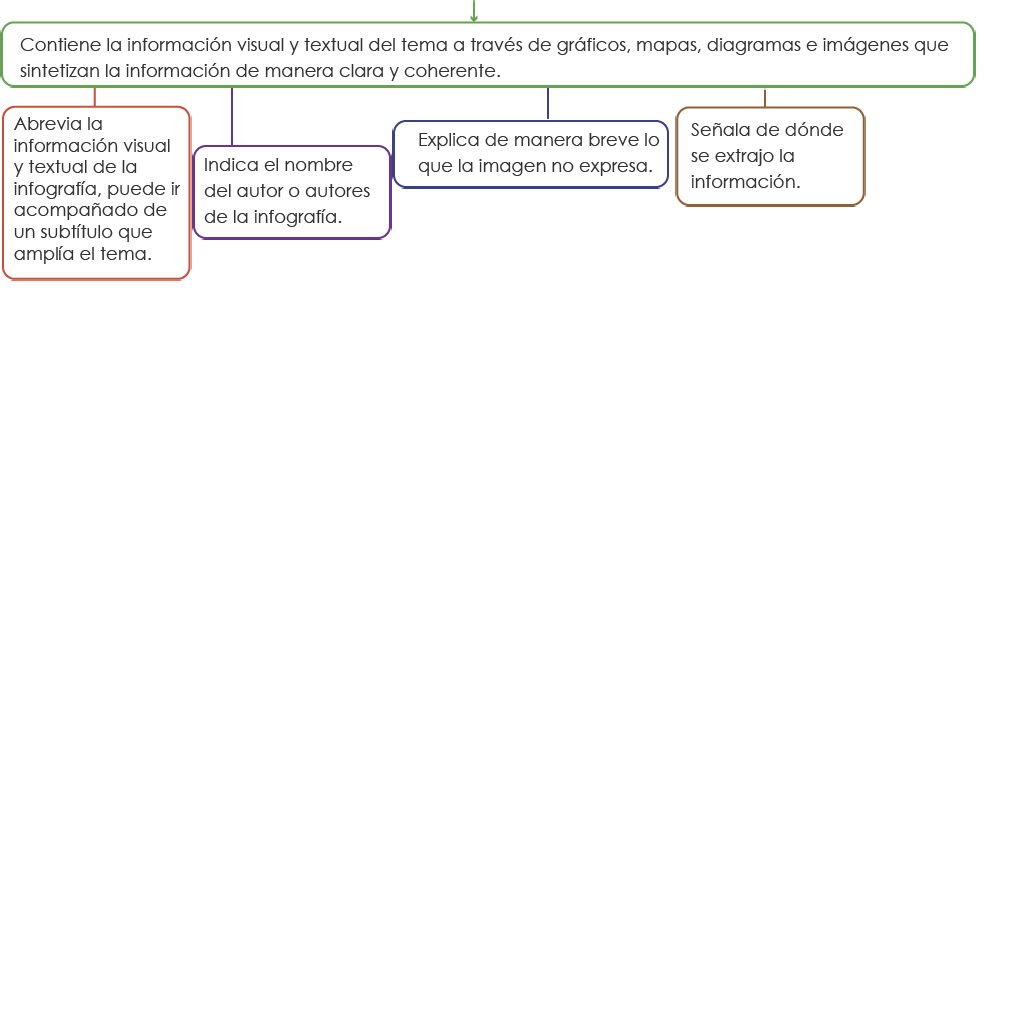 Contiene la información visual y textual del tema a través de gráficos, mapas, diagramas e imágenes que
sintetizan la información de manera clara y coherente.
Abrevia la
información visual
y textual de la
infografía, puede ir
acompañado de
un subtítulo que
amplía el tema.
Indica el nombre
del autor o autores
de la infografía.
Explica de manera breve lo
que la imagen no expresa.
Señala de dónde
se extrajo la
información.